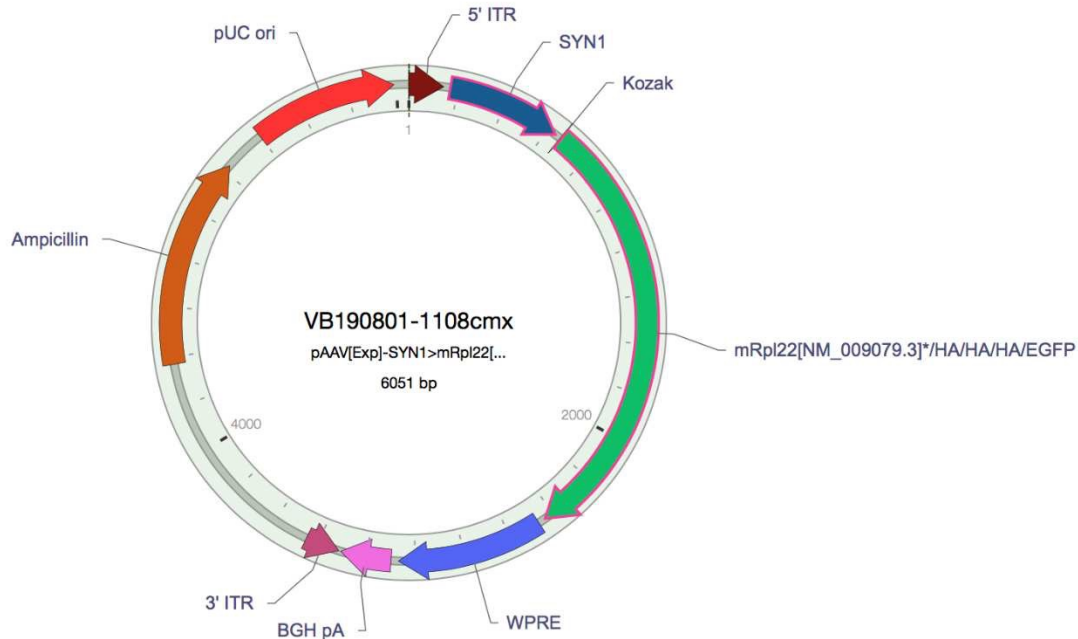 5' ITR
pUC ori
SYN1
Kozak
1
Ampicillin
VB190801-1108cmx
pAAV[Exp]-SYN1>mRpl22[...
6051 bp
mRpl22[NM_009079.3]*/HA/HA/HA/EGFP
2000
4000
3' ITR
BGH pA
WPRE